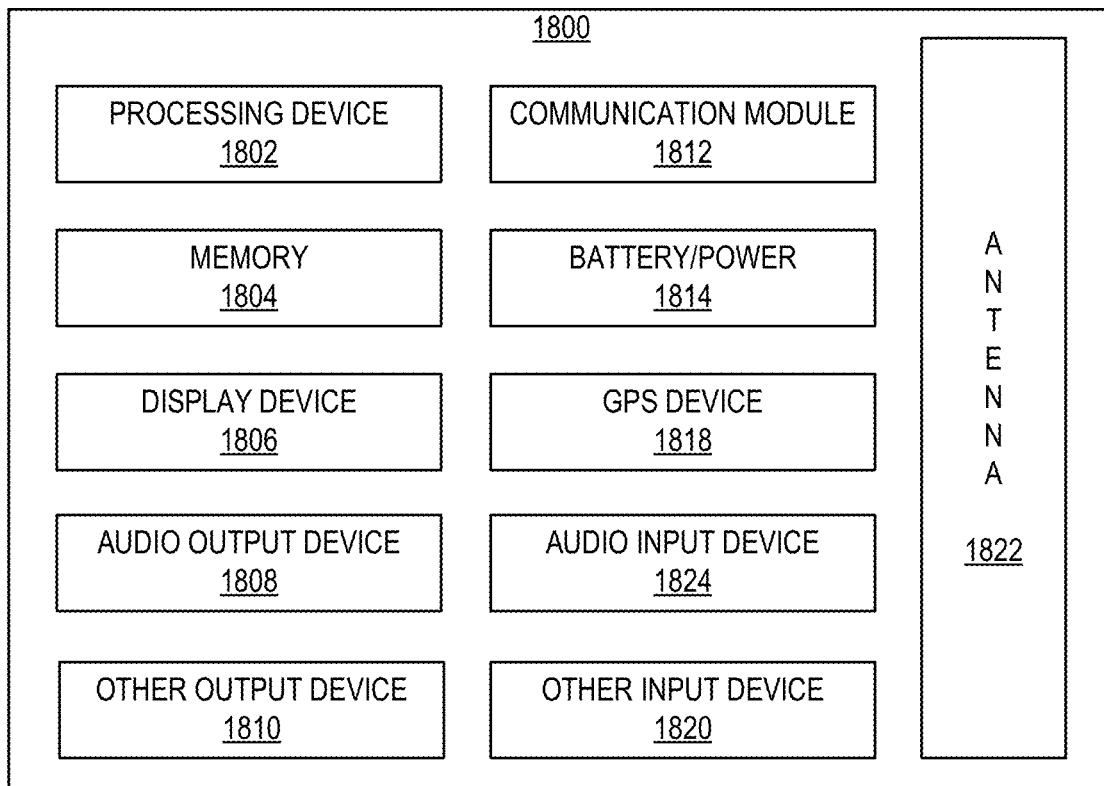 1800
PROCESSING DEVICE
1802
COMMUNICATION MODULE
1812
MEMORY
1804
BATTERY/POWER
1814
DISPLAY DEVICE
1806
GPS DEVICE
1818
AUDIO OUTPUT DEVICE
1808
AUDIO INPUT DEVICE
1824
OTHER OUTPUT DEVICE
1810
OTHER INPUT DEVICE
1820
ANTENNA
1822